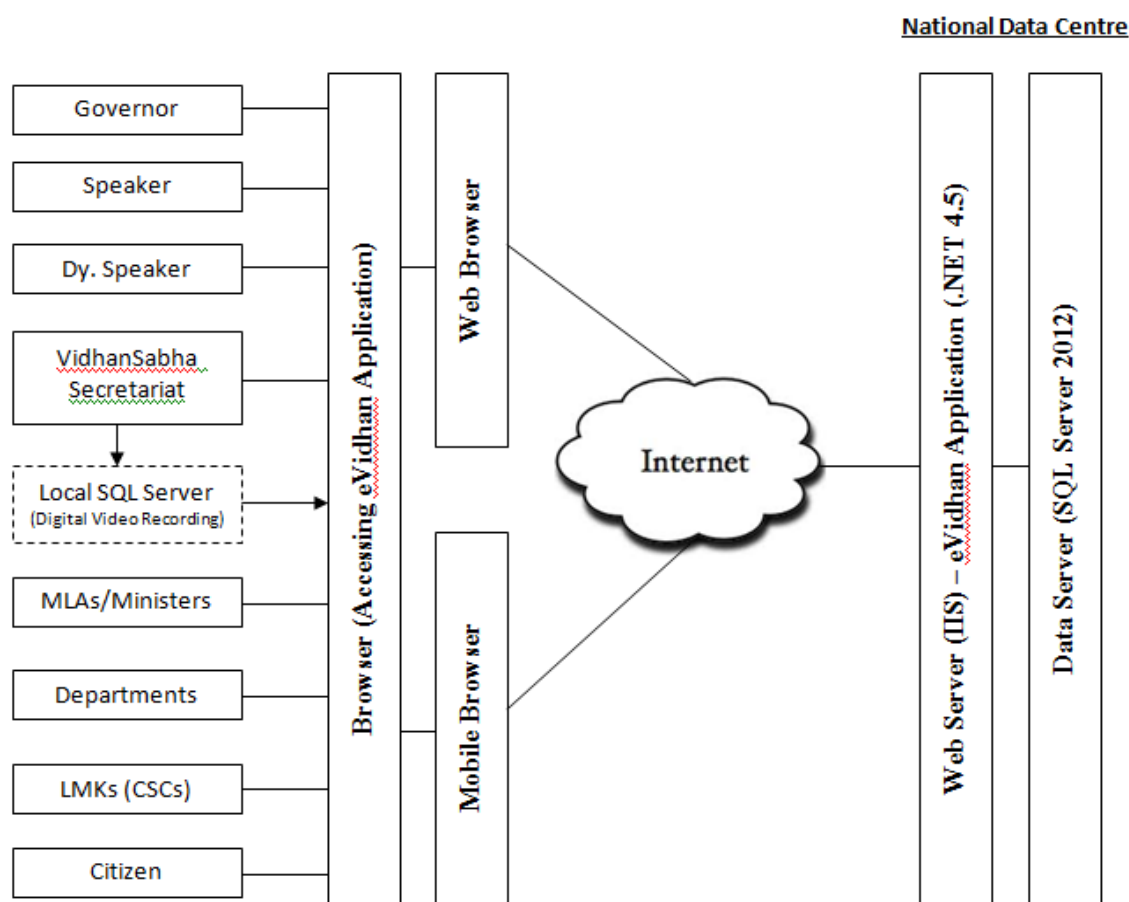 National Data Centre
Governor
Speaker
Dy. Speaker
VidhanSabha
Secretariat
Local SQL Server
(Digital Video Recording)
MLAs/Ministers
Departments
LMKs (CSCs)
Citizen
Browser (Accessing eVidhan Application)
Web Browser
Mobile Browser
Internet
Web Server (IIS) – eVidhan Application (.NET 4.5)
Data Server (SQL Server 2012)